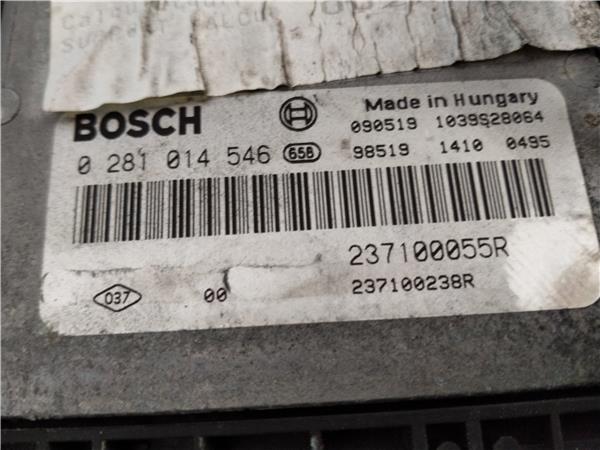 BOSCH
Made in Hungary
090519 1039S28064
0 281 014 546 658
98519 1410 0495
237100055R
037 00 237100238R